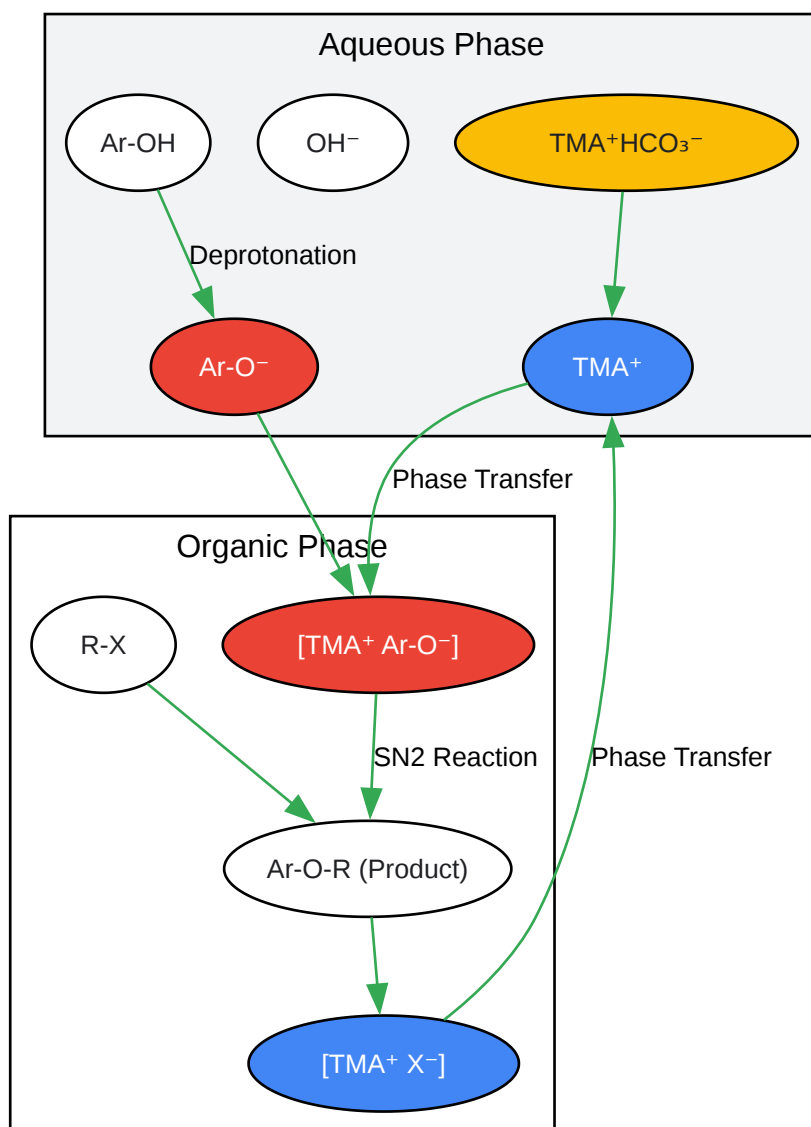 Aqueous Phase
Ar-OH
OH⁻
TMA⁺HCO₃⁻
Deprotonation
Ar-O⁻
TMA⁺
Phase Transfer
Organic Phase
R-X
[TMA⁺ Ar-O⁻]
SN2 Reaction
Phase Transfer
Ar-O-R (Product)
[TMA⁺ X⁻]